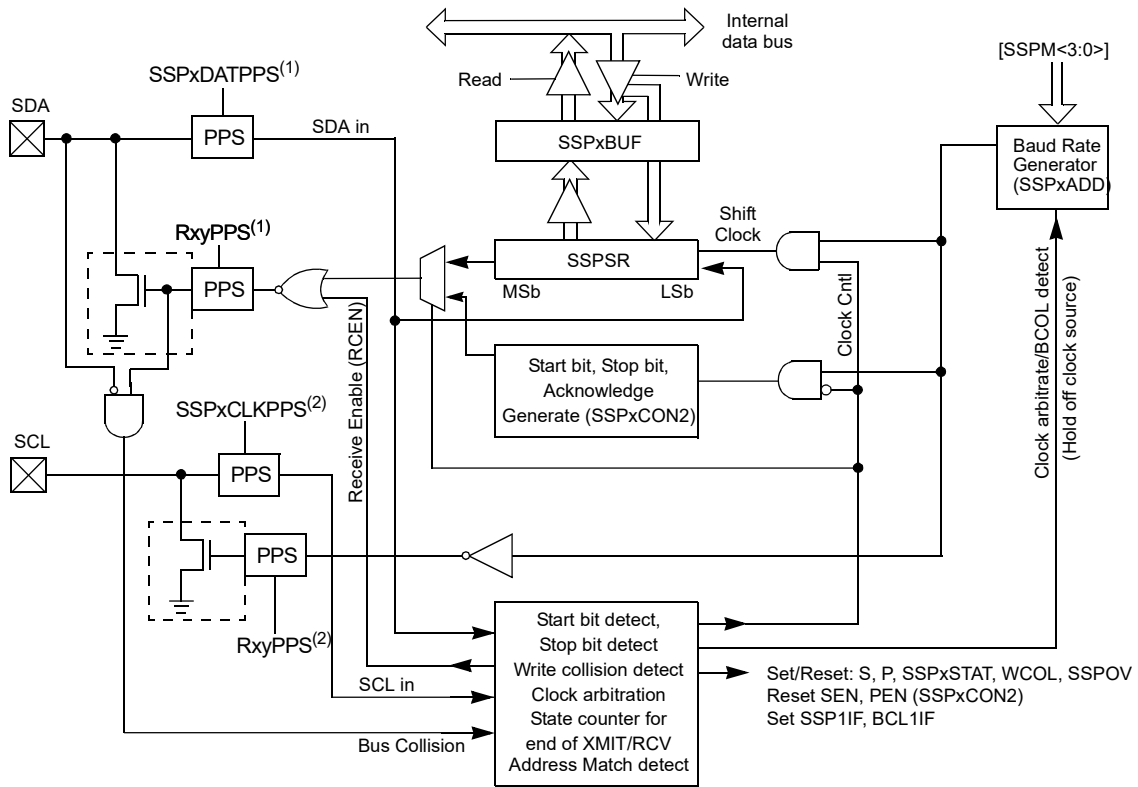 Internal
data bus
[SSPM<3:0>]
Read
Write
SSPxDATPPS(1)
SDA
PPS
SDA in
SSPxBUF
Baud Rate
Generator
(SSPxADD)
Shift
Clock
RxyPPS(1)
PPS
SSPSR
MSb
LSb
Clock Cntl
Receive Enable (RCEN)
Start bit, Stop bit,
Acknowledge
Generate (SSPxCON2)
Clock arbitrate/BCOL detect
(Hold off clock source)
SSPxCLKPPS(2)
SCL
PPS
PPS
RxyPPS(2)
SCL in
Bus Collision
Start bit detect,
Stop bit detect
Write collision detect
Clock arbitration
State counter for
end of XMIT/RCV
Address Match detect
Set/Reset: S, P, SSPxSTAT, WCOL, SSPOV
Reset SEN, PEN (SSPxCON2)
Set SSP1IF, BCL1IF